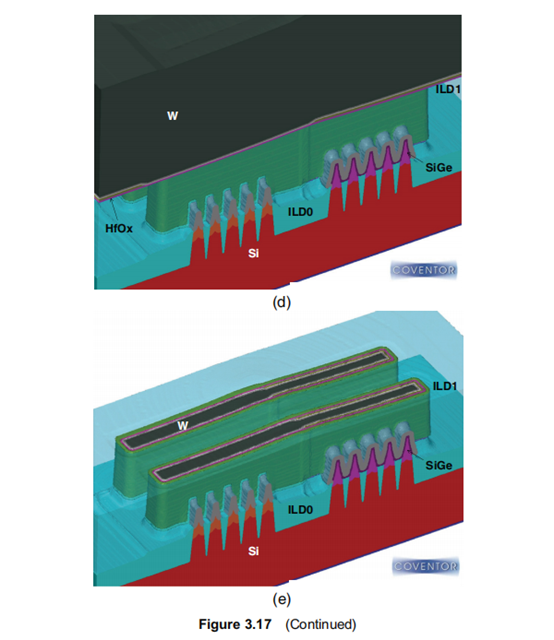 W
ILD1
SiGe
ILD0
HfOx
Si
COVENTOR
(d)
W
ILD1
SiGe
ILD0
Si
COVENTOR
(e)
Figure 3.17 (Continued)